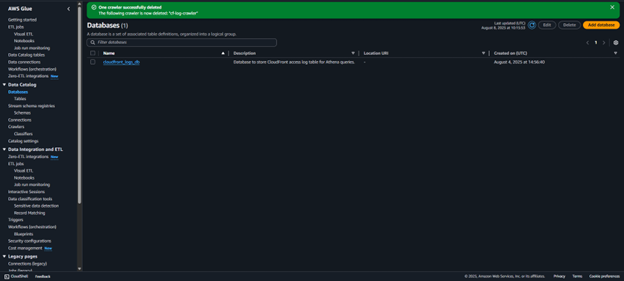 AWS Glue
Getting started
ETL jobs
Visual ETL
Notebooks
Job run monitoring
Data Catalog tables
Data connections
Workflows (orchestration)
Zero-ETL integrations New
Data Catalog
Databases
Tables
Stream schema registries
Schemas
Connections
Crawlers
Classifiers
Catalog settings
Data Integration and ETL
Zero-ETL integrations New
ETL jobs
Visual ETL
Notebooks
Job run monitoring
Interactive Sessions
Data classification tools
Sensitive data detection
Record Matching
Triggers
Workflows (orchestration)
Blueprints
Security configurations
Cost management New
Legacy pages
Connections (legacy)
One crawler successfully deleted
The following crawler is now deleted: "cf-log-crawler"
Databases (1)
A database is a set of associated table definitions, organized into a logical group.
Last updated (UTC)
August 8, 2025 at
Edit
Delete
Add database
Filter databases
1
Name
Description
Location URI
Created on (UTC)
cloudfront_logs_db
Database to store CloudFront access log table for Athena queries.
-
August 4, 2025 at 14:56:40
CloudShell
Feedback
© 2025, Amazon Web Services, Inc. or its affiliates.
Privacy
Terms
Cookie preferences